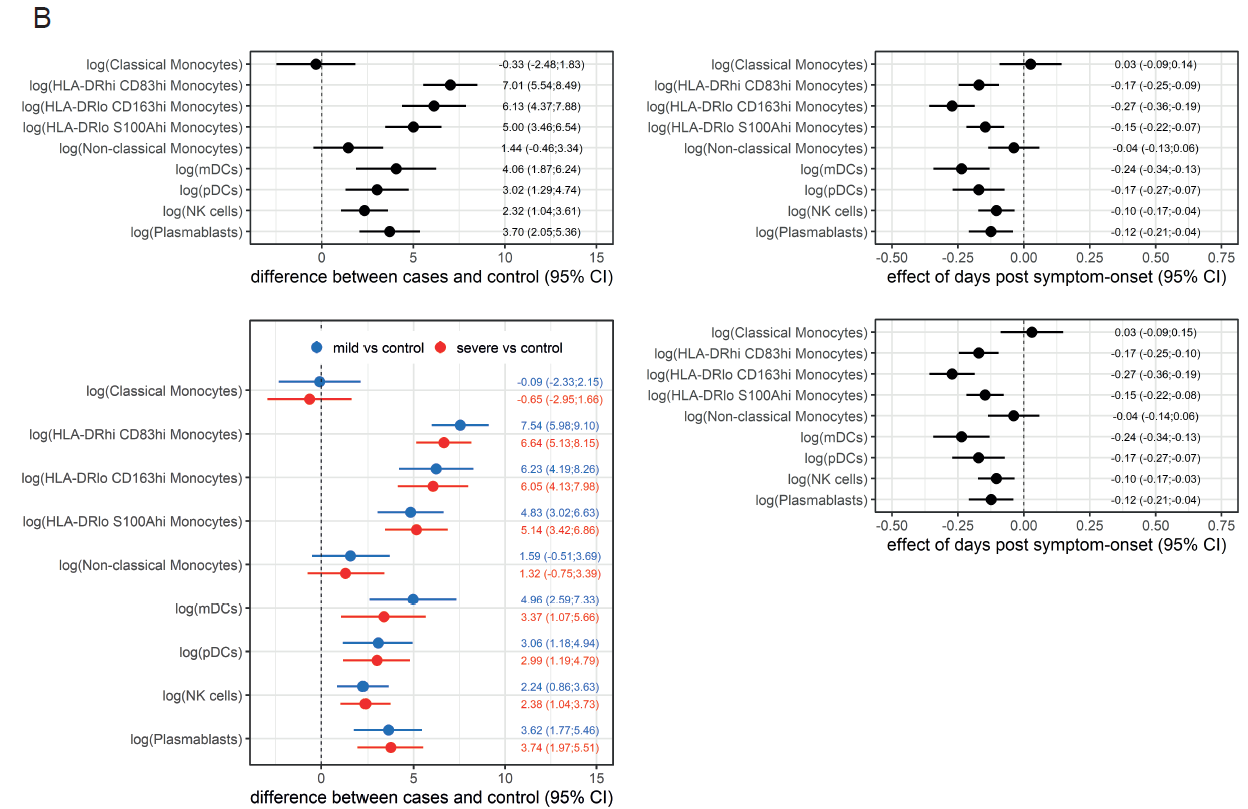 B
log(Classical Monocytes) -0.33 (-2.48;1.83)
log(HLA-DRhi CD83hi Monocytes) 7.01 (5.54;8.49)
log(HLA-DRlo CD163hi Monocytes) 6.13 (4.37;7.88)
log(HLA-DRlo S100Ahi Monocytes) 5.00 (3.46;6.54)
log(Non-classical Monocytes) 1.44 (-0.46;3.34)
log(mDCs) 4.06 (1.87;6.24)
log(pDCs) 3.02 (1.29;4.74)
log(NK cells) 2.32 (1.04;3.61)
log(Plasmablasts) 3.70 (2.05;5.36)
0 5 10 15
difference between cases and control (95% CI)
log(Classical Monocytes) 0.03 (-0.09;0.14)
log(HLA-DRhi CD83hi Monocytes) -0.17 (-0.25;-0.09)
log(HLA-DRlo CD163hi Monocytes) -0.27 (-0.36;-0.19)
log(HLA-DRlo S100Ahi Monocytes) -0.15 (-0.22;-0.07)
log(Non-classical Monocytes) -0.04 (-0.13;0.06)
log(mDCs) -0.24 (-0.34;-0.13)
log(pDCs) -0.17 (-0.27;-0.07)
log(NK cells) -0.10 (-0.17;-0.04)
log(Plasmablasts) -0.12 (-0.21;-0.04)
-0.50 -0.25 0.00 0.25 0.50 0.75
effect of days post symptom-onset (95% CI)
mild vs control severe vs control
log(Classical Monocytes) -0.09 (-2.33;2.15)
-0.65 (-2.95;1.66)
log(HLA-DRhi CD83hi Monocytes) 7.54 (5.98;9.10)
6.64 (5.13;8.15)
log(HLA-DRlo CD163hi Monocytes) 6.23 (4.19;8.26)
6.05 (4.13;7.98)
log(HLA-DRlo S100Ahi Monocytes) 4.83 (3.02;6.63)
5.14 (3.42;6.86)
log(Non-classical Monocytes) 1.59 (-0.51;3.69)
1.32 (-0.75;3.39)
log(mDCs) 4.96 (2.59;7.33)
3.37 (1.07;5.66)
log(pDCs) 3.06 (1.18;4.94)
2.99 (1.19;4.79)
log(NK cells) 2.24 (0.86;3.63)
2.38 (1.04;3.73)
log(Plasmablasts) 3.62 (1.77;5.46)
3.74 (1.97;5.51)
0 5 10 15
difference between cases and control (95% CI)
log(Classical Monocytes) 0.03 (-0.09;0.15)
log(HLA-DRhi CD83hi Monocytes) -0.17 (-0.25;-0.10)
log(HLA-DRlo CD163hi Monocytes) -0.27 (-0.36;-0.19)
log(HLA-DRlo S100Ahi Monocytes) -0.15 (-0.22;-0.08)
log(Non-classical Monocytes) -0.04 (-0.14;0.06)
log(mDCs) -0.24 (-0.34;-0.13)
log(pDCs) -0.17 (-0.27;-0.07)
log(NK cells) -0.10 (-0.17;-0.03)
log(Plasmablasts) -0.12 (-0.21;-0.04)
-0.50 -0.25 0.00 0.25 0.50 0.75
effect of days post symptom-onset (95% CI)